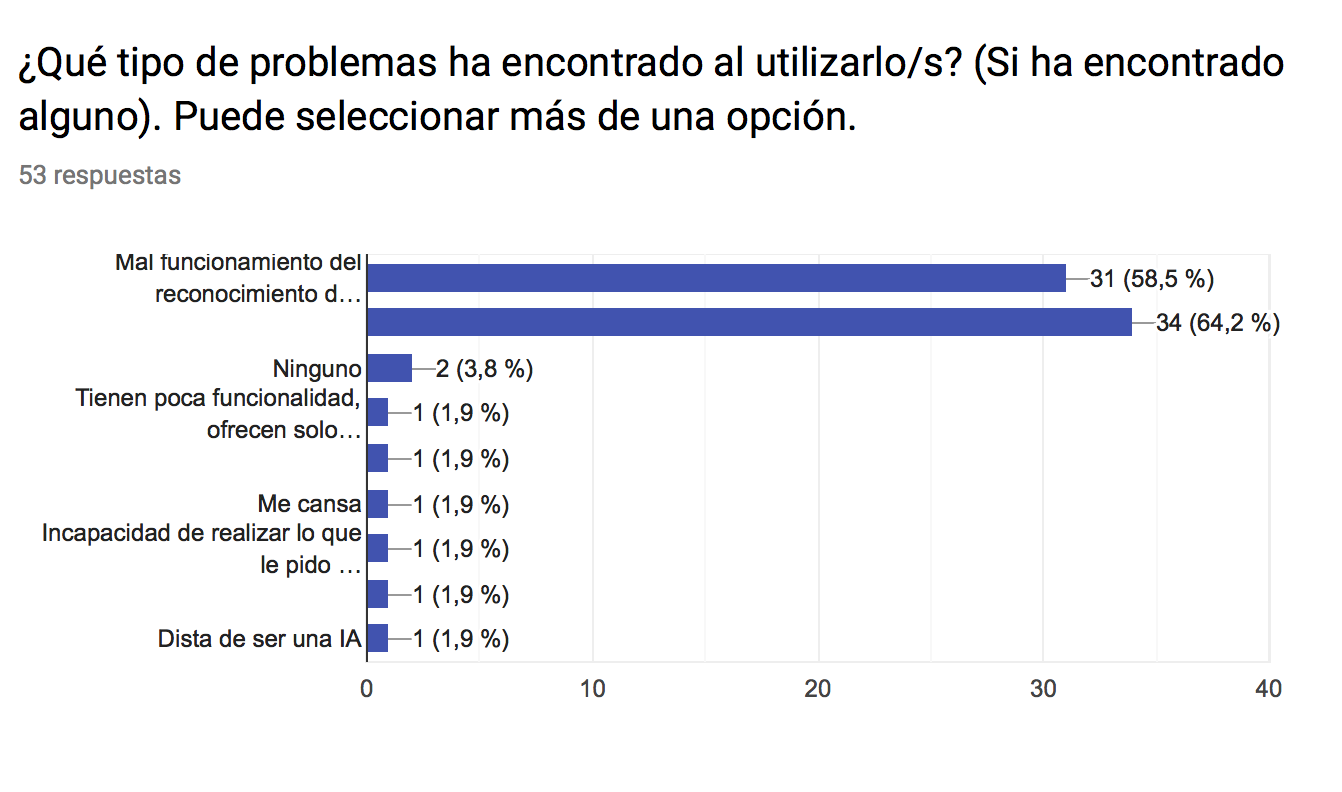 ¿Qué tipo de problemas ha encontrado al utilizarlo/s? (Si ha encontrado
alguno). Puede seleccionar más de una opción.
53 respuestas
Mal funcionamiento del
reconocimiento d…
31 (58,5 %)
34 (64,2 %)
Ninguno
2 (3,8 %)
Tienen poca funcionalidad,
ofrecen solo…
1 (1,9 %)
1 (1,9 %)
Me cansa
1 (1,9 %)
Incapacidad de realizar lo que
le pido …
1 (1,9 %)
1 (1,9 %)
Dista de ser una IA
1 (1,9 %)
0
10
20
30
40